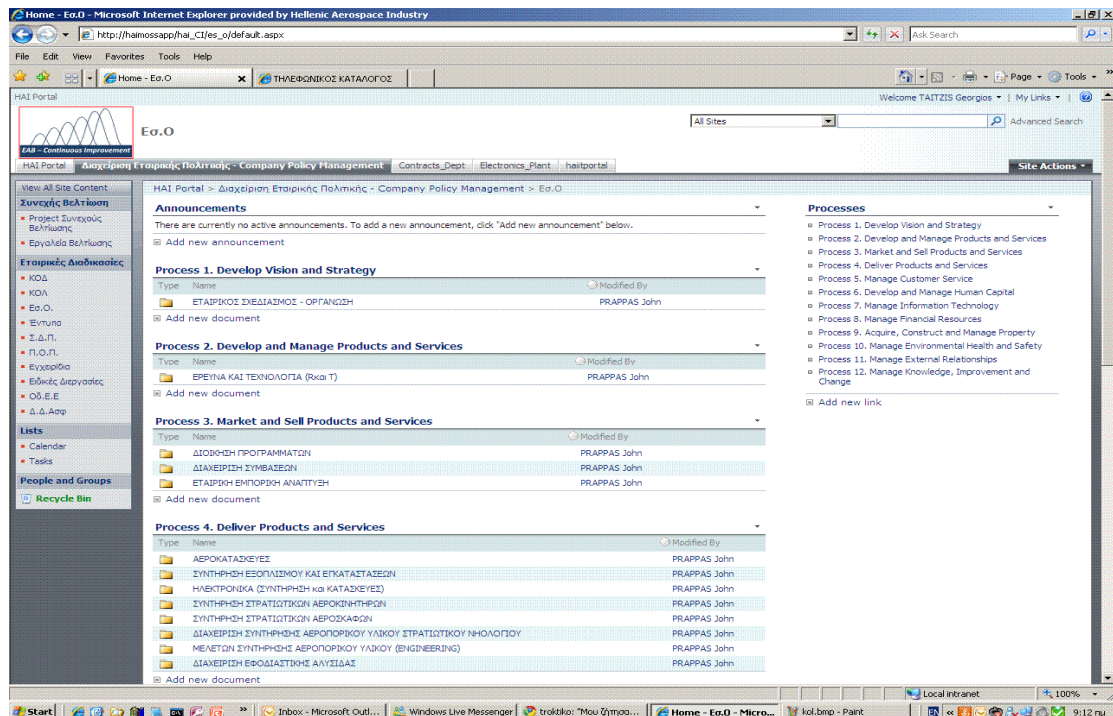 Home - Εσ.Ο - Microsoft Internet Explorer provided by Hellenic Aerospace Industry
http://haimossapp/hai_CI/es_o/default.aspx
Ask Search
File Edit View Favorites Tools Help
Home - Εσ.Ο
ΤΗΛΕΦΩΝΙΚΟΣ ΚΑΤΑΛΟΓΟΣ
Page Tools
HAI Portal
Welcome TAITZIS Georgios | My Links |
EAB - Continuous Improvement
Εσ.Ο
All Sites
Advanced Search
HAI Portal Διαχείριση Εταιρικής Πολιτικής - Company Policy Management Contracts_Dept Electronics_Plant haiitportal
Site Actions
View All Site Content
Συνεχής Βελτίωση
Project Συνεχούς
Βελτίωσης
Εργαλεία Βελτίωσης
Εταιρικές Διαδικασίες
ΚΟΔ
ΚΟΛ
Εσ.Ο.
Έντυπα
Σ.Δ.Π.
Π.Ο.Π.
Εγχειρίδια
Ειδικές Διεργασίες
Οδ.Ε.Ε
Δ.Δ.Ασφ
Lists
Calendar
Tasks
People and Groups
Recycle Bin
HAI Portal > Διαχείριση Εταιρικής Πολιτικής - Company Policy Management > Εσ.Ο
Announcements
There are currently no active announcements. To add a new announcement, click "Add new announcement" below.
Add new announcement
Process 1. Develop Vision and Strategy
Type Name Modified By
ΕΤΑΙΡΙΚΟΣ ΣΧΕΔΙΑΣΜΟΣ - ΟΡΓΑΝΩΣΗ PRAPPAS John
Add new document
Process 2. Develop and Manage Products and Services
Type Name Modified By
ΕΡΕΥΝΑ ΚΑΙ ΤΕΧΝΟΛΟΓΙΑ (Rκαι Τ) PRAPPAS John
Add new document
Process 3. Market and Sell Products and Services
Type Name Modified By
ΔΙΟΙΚΗΣΗ ΠΡΟΓΡΑΜΜΑΤΩΝ PRAPPAS John
ΔΙΑΧΕΙΡΙΣΗ ΣΥΜΒΑΣΕΩΝ PRAPPAS John
ΕΤΑΙΡΙΚΗ ΕΜΠΟΡΙΚΗ ΑΝΑΠΤΥΞΗ PRAPPAS John
Add new document
Process 4. Deliver Products and Services
Type Name Modified By
ΑΕΡΟΚΑΤΑΣΚΕΥΕΣ PRAPPAS John
ΣΥΝΤΗΡΗΣΗ ΕΞΟΠΛΙΣΜΟΥ ΚΑΙ ΕΓΚΑΤΑΣΤΑΣΕΩΝ PRAPPAS John
ΗΛΕΚΤΡΟΝΙΚΑ (ΣΥΝΤΗΡΗΣΗ και ΚΑΤΑΣΚΕΥΕΣ) PRAPPAS John
ΣΥΝΤΗΡΗΣΗ ΣΤΡΑΤΙΩΤΙΚΩΝ ΑΕΡΟΚΙΝΗΤΗΡΩΝ PRAPPAS John
ΣΥΝΤΗΡΗΣΗ ΣΤΡΑΤΙΩΤΙΚΩΝ ΑΕΡΟΣΚΑΦΩΝ PRAPPAS John
ΔΙΑΧΕΙΡΙΣΗ ΣΥΝΤΗΡΗΣΗΣ ΑΕΡΟΠΟΡΙΚΟΥ ΥΛΙΚΟΥ ΣΤΡΑΤΙΩΤΙΚΟΥ ΝΗΟΛΟΓΙΟΥ PRAPPAS John
ΜΕΛΕΤΩΝ ΣΥΝΤΗΡΗΣΗΣ ΑΕΡΟΠΟΡΙΚΟΥ ΥΛΙΚΟΥ (ENGINEERING) PRAPPAS John
ΔΙΑΧΕΙΡΙΣΗ ΕΦΟΔΙΑΣΤΙΚΗΣ ΑΛΥΣΙΔΑΣ PRAPPAS John
Add new document
Processes
Process 1. Develop Vision and Strategy
Process 2. Develop and Manage Products and Services
Process 3. Market and Sell Products and Services
Process 4. Deliver Products and Services
Process 5. Manage Customer Service
Process 6. Develop and Manage Human Capital
Process 7. Manage Information Technology
Process 8. Manage Financial Resources
Process 9. Acquire, Construct and Manage Property
Process 10. Manage Environmental Health and Safety
Process 11. Manage External Relationships
Process 12. Manage Knowledge, Improvement and
Change
Add new link
Local intranet 100%
Start Inbox - Microsoft Outl... Windows Live Messenger troktiko: "Μου ζήτησα... Home - Εσ.Ο - Micro... kol.bmp - Paint EN 9:12 πμ